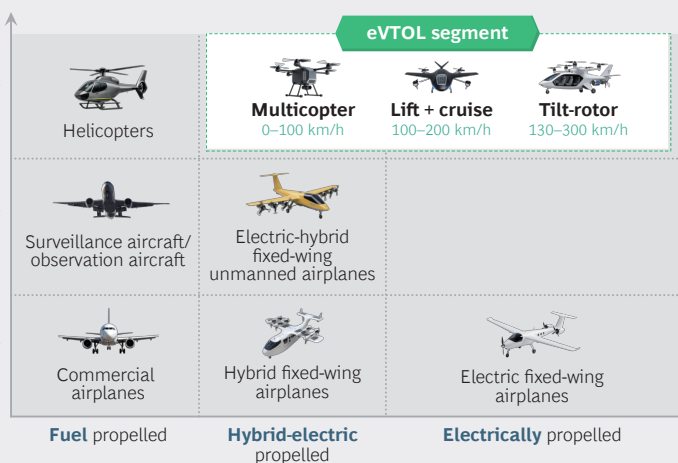 eVTOL segment
Helicopters
Multicopter
0–100 km/h
Lift + cruise
100–200 km/h
Tilt-rotor
130–300 km/h
Surveillance aircraft/
observation aircraft
Electric-hybrid
fixed-wing
unmanned airplanes
Commercial
airplanes
Hybrid fixed-wing
airplanes
Electric fixed-wing
airplanes
Fuel propelled
Hybrid-electric
propelled
Electrically propelled